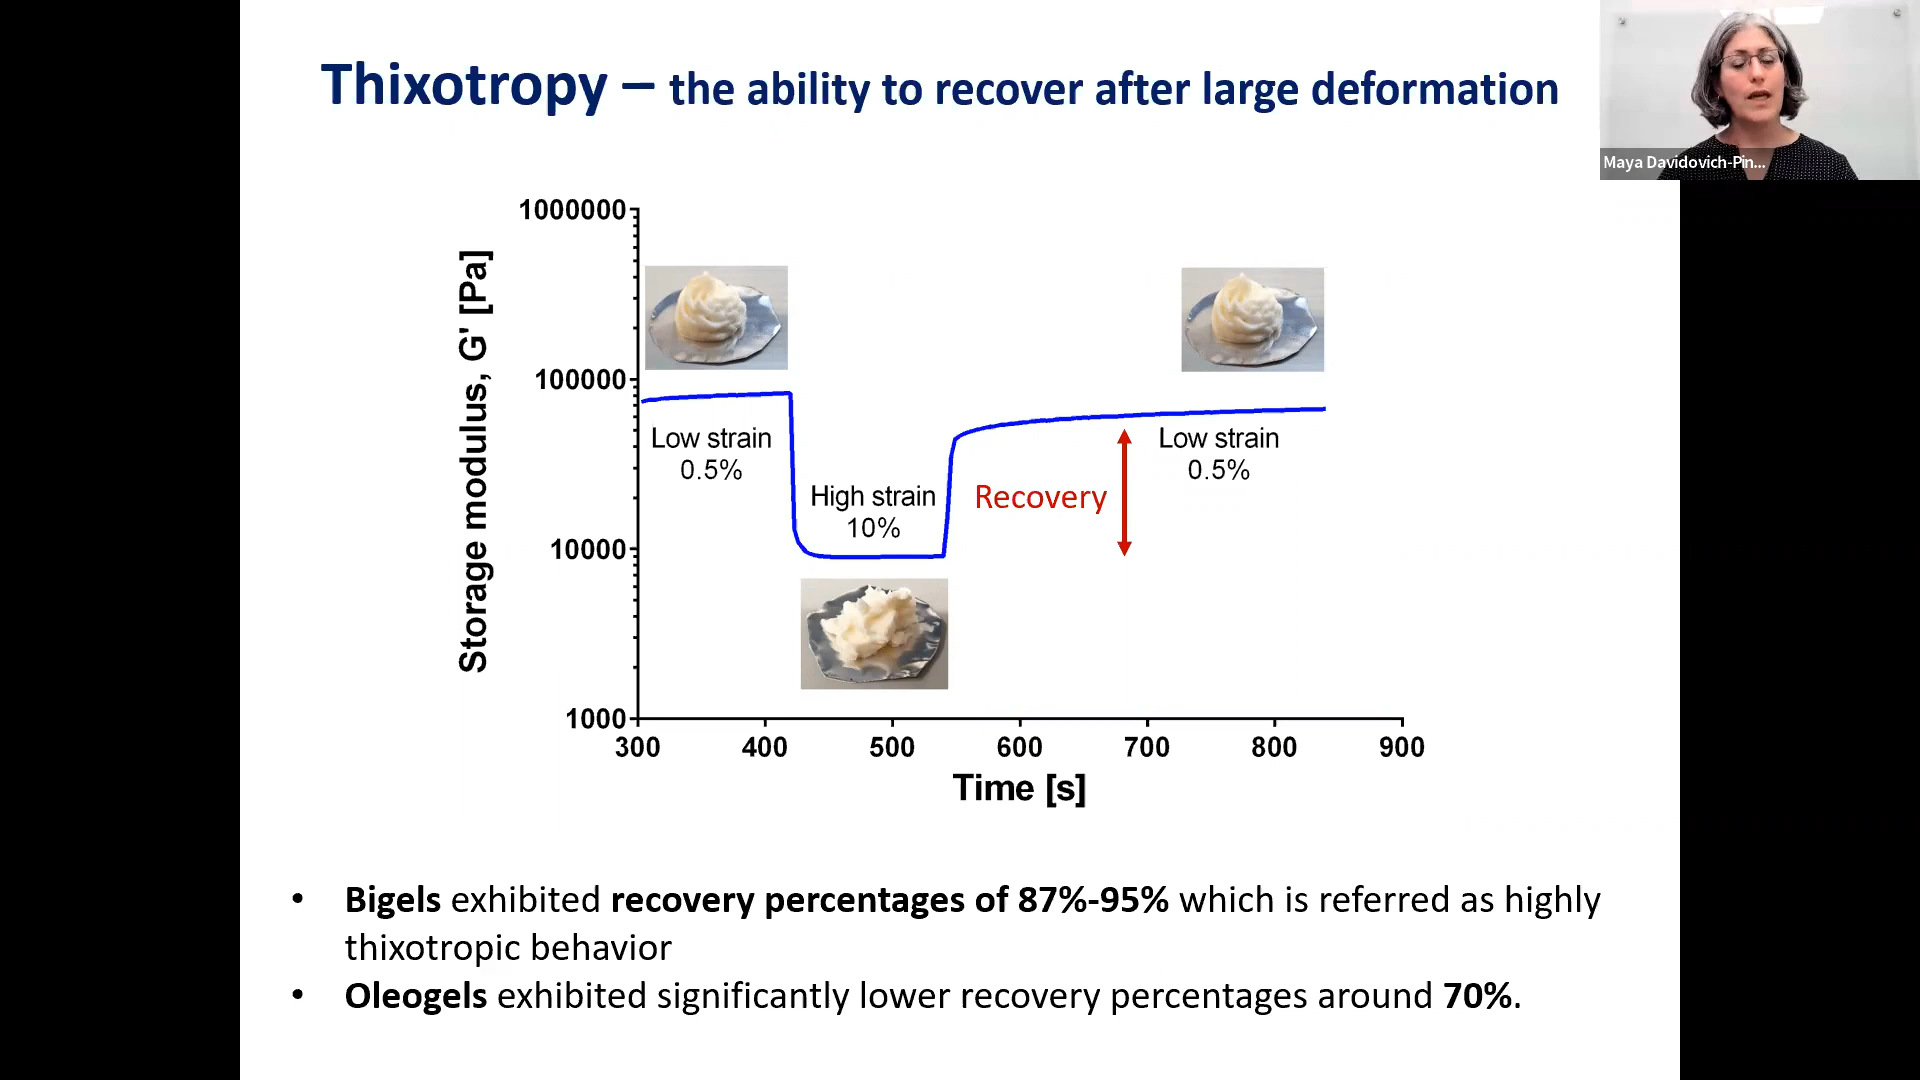 Thixotropy – the ability to recover after large deformation
Maya Davidovich-Pin...
Storage modulus, G' [Pa]
1000000
100000
10000
1000
Low strain
0.5%
High strain
10%
Recovery
Low strain
0.5%
300 400 500 600 700 800 900
Time [s]
• Bigels exhibited recovery percentages of 87%-95% which is referred as highly
thixotropic behavior
• Oleogels exhibited significantly lower recovery percentages around 70%.